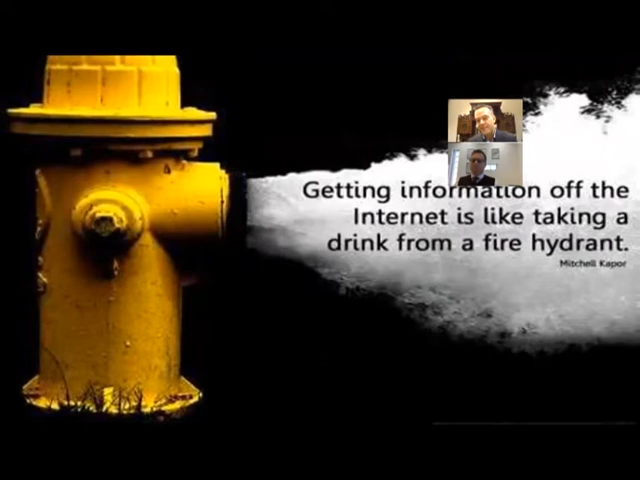 Getting information off the
Internet is like taking a
drink from a fire hydrant.
Mitchell Kapor